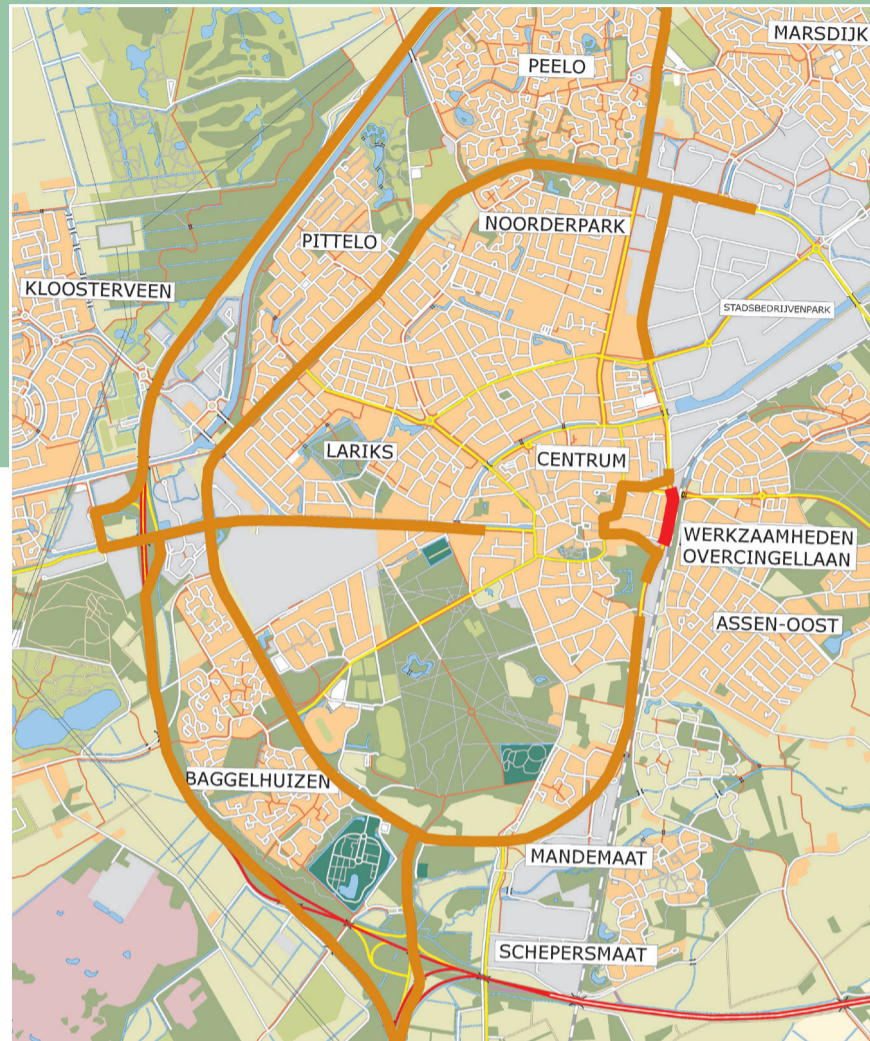 MARSDIJK
PEELO
NOORDERPARK
PITTELO
KLOOSTERVEEN
STADSBEDRIJVENPARK
LARIKS
CENTRUM
WERKZAAMHEDEN
OVERCINGELLAAN
ASSEN-OOST
BAGGELHUIZEN
MANDEMAAT
SCHEPERSMAAT